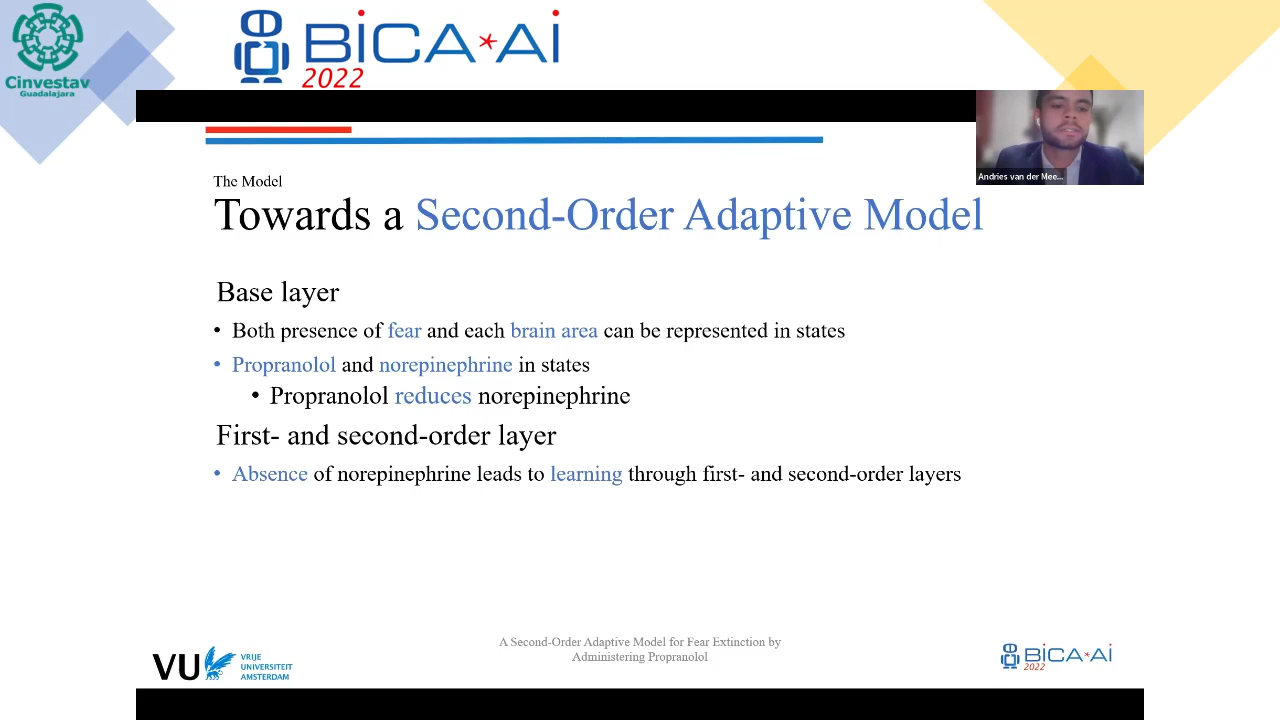 Cinvestav
Guadalajara
BiCA*Ai
2022
Andries van der Mee...
The Model
Towards a Second-Order Adaptive Model
Base layer
• Both presence of fear and each brain area can be represented in states
• Propranolol and norepinephrine in states
• Propranolol reduces norepinephrine
First- and second-order layer
• Absence of norepinephrine leads to learning through first- and second-order layers
VU VRIJE
UNIVERSITEIT
AMSTERDAM
A Second-Order Adaptive Model for Fear Extinction by
Administering Propranolol
BiCA*Ai
2022